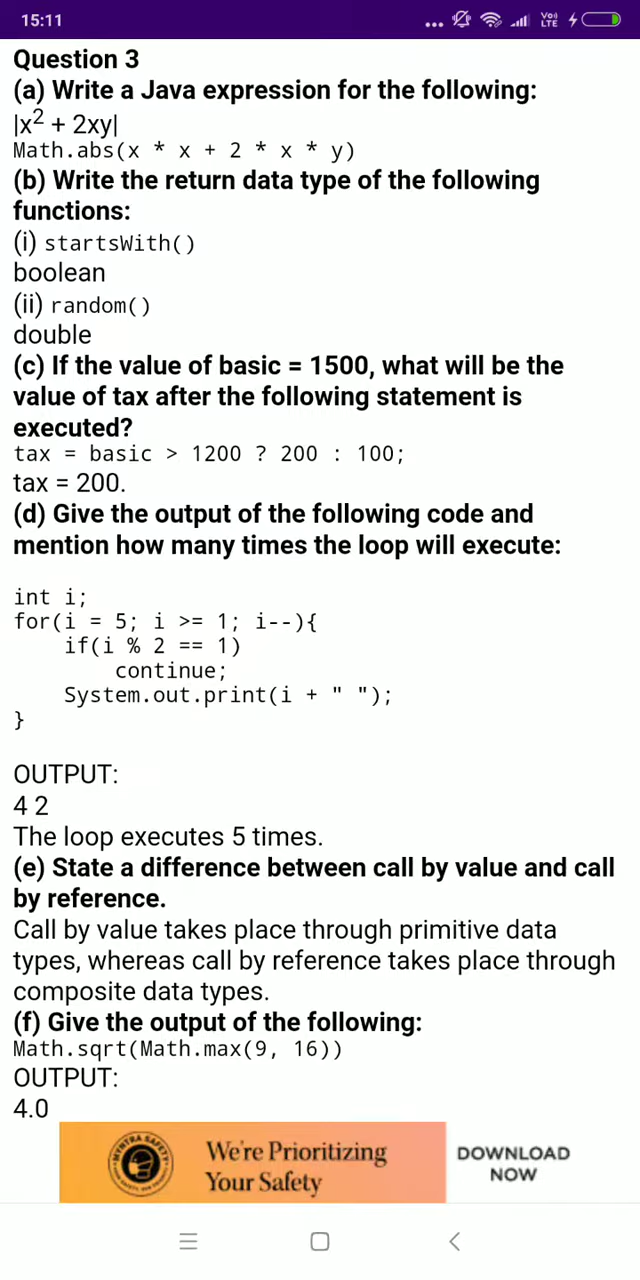 15:11
Vo) LTE
Question 3
(a) Write a Java expression for the following:
|x² + 2xy|
Math.abs(x * x + 2 * x * y)
(b) Write the return data type of the following
functions:
(i) startsWith()
boolean
(ii) random()
double
(c) If the value of basic = 1500, what will be the
value of tax after the following statement is
executed?
tax = basic > 1200 ? 200 : 100;
tax = 200.
(d) Give the output of the following code and
mention how many times the loop will execute:
int i;
for(i = 5; i >= 1; i--){
    if(i % 2 == 1)
        continue;
    System.out.print(i + " ");
}
OUTPUT:
4 2
The loop executes 5 times.
(e) State a difference between call by value and call
by reference.
Call by value takes place through primitive data
types, whereas call by reference takes place through
composite data types.
(f) Give the output of the following:
Math.sqrt(Math.max(9, 16))
OUTPUT:
4.0
MYNTRA SAFETY
We're Prioritizing
Your Safety
DOWNLOAD
NOW